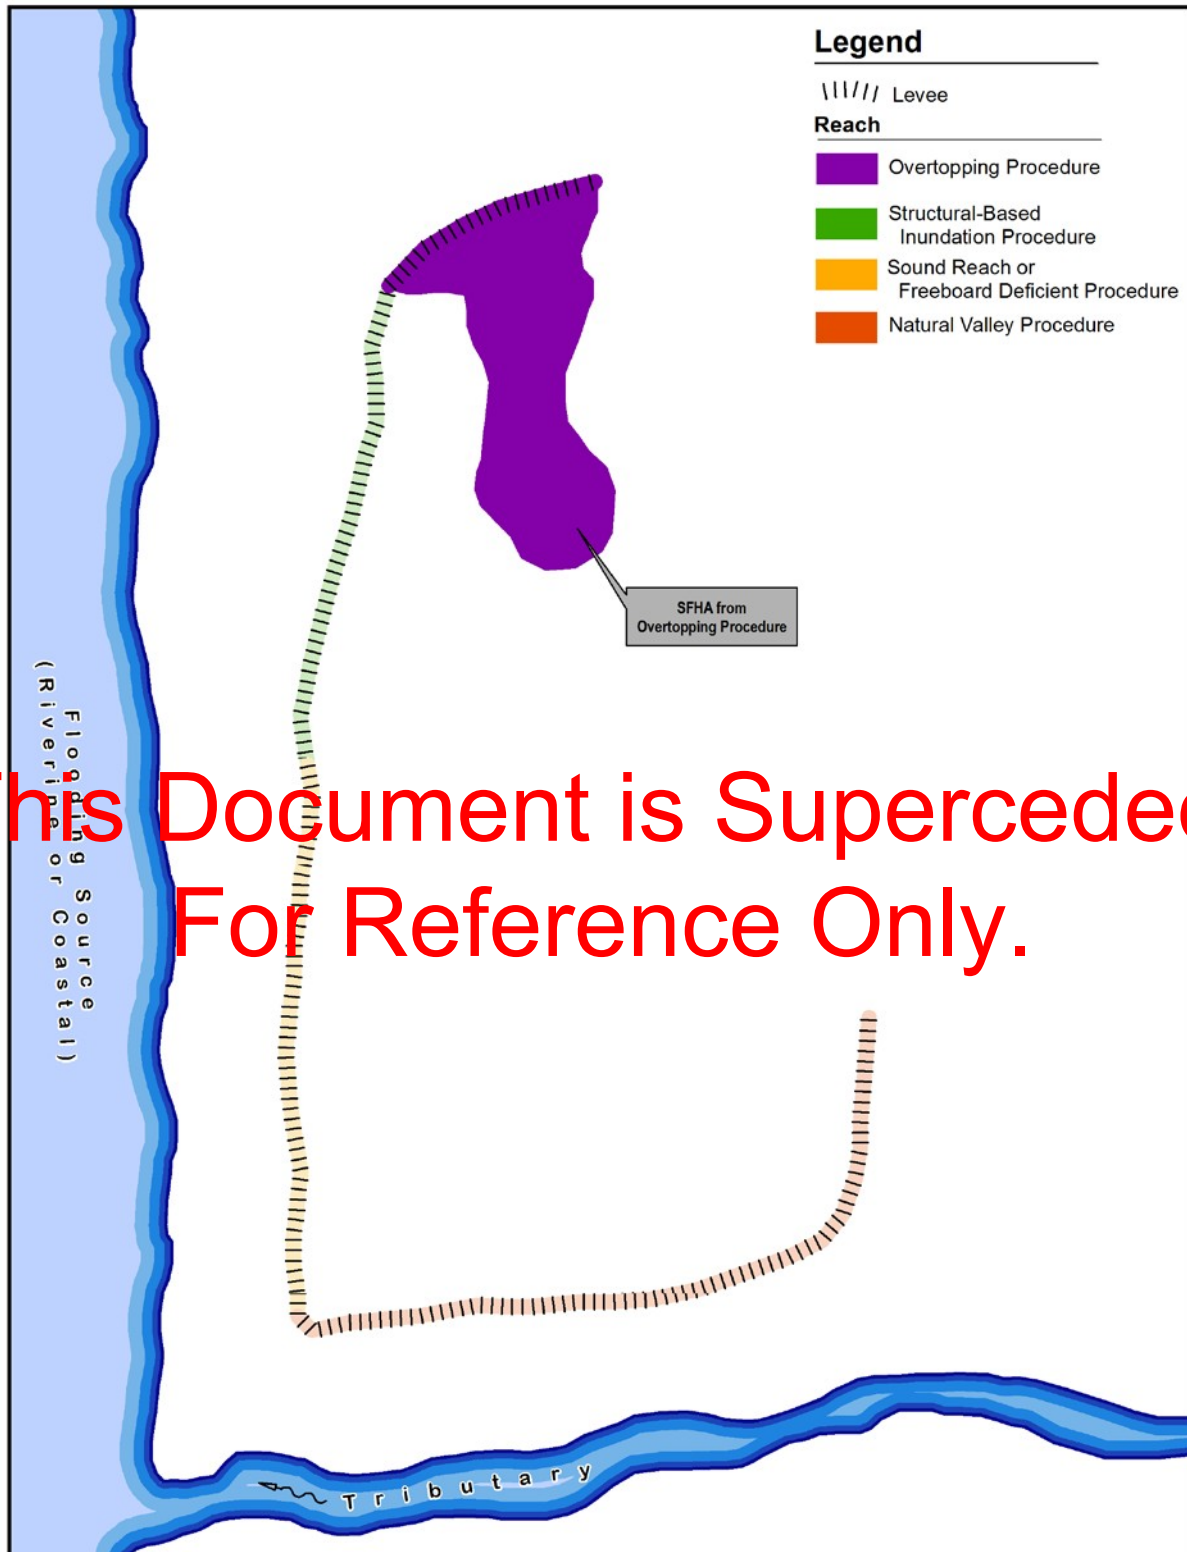 Legend
Levee
Reach
Overtopping Procedure
Structural-Based
Inundation Procedure
Sound Reach or
Freeboard Deficient Procedure
Natural Valley Procedure
SFHA from
Overtopping Procedure
Flooding Source
(Riverine or Coastal)
This Document is Superceded
For Reference Only.
Tributary